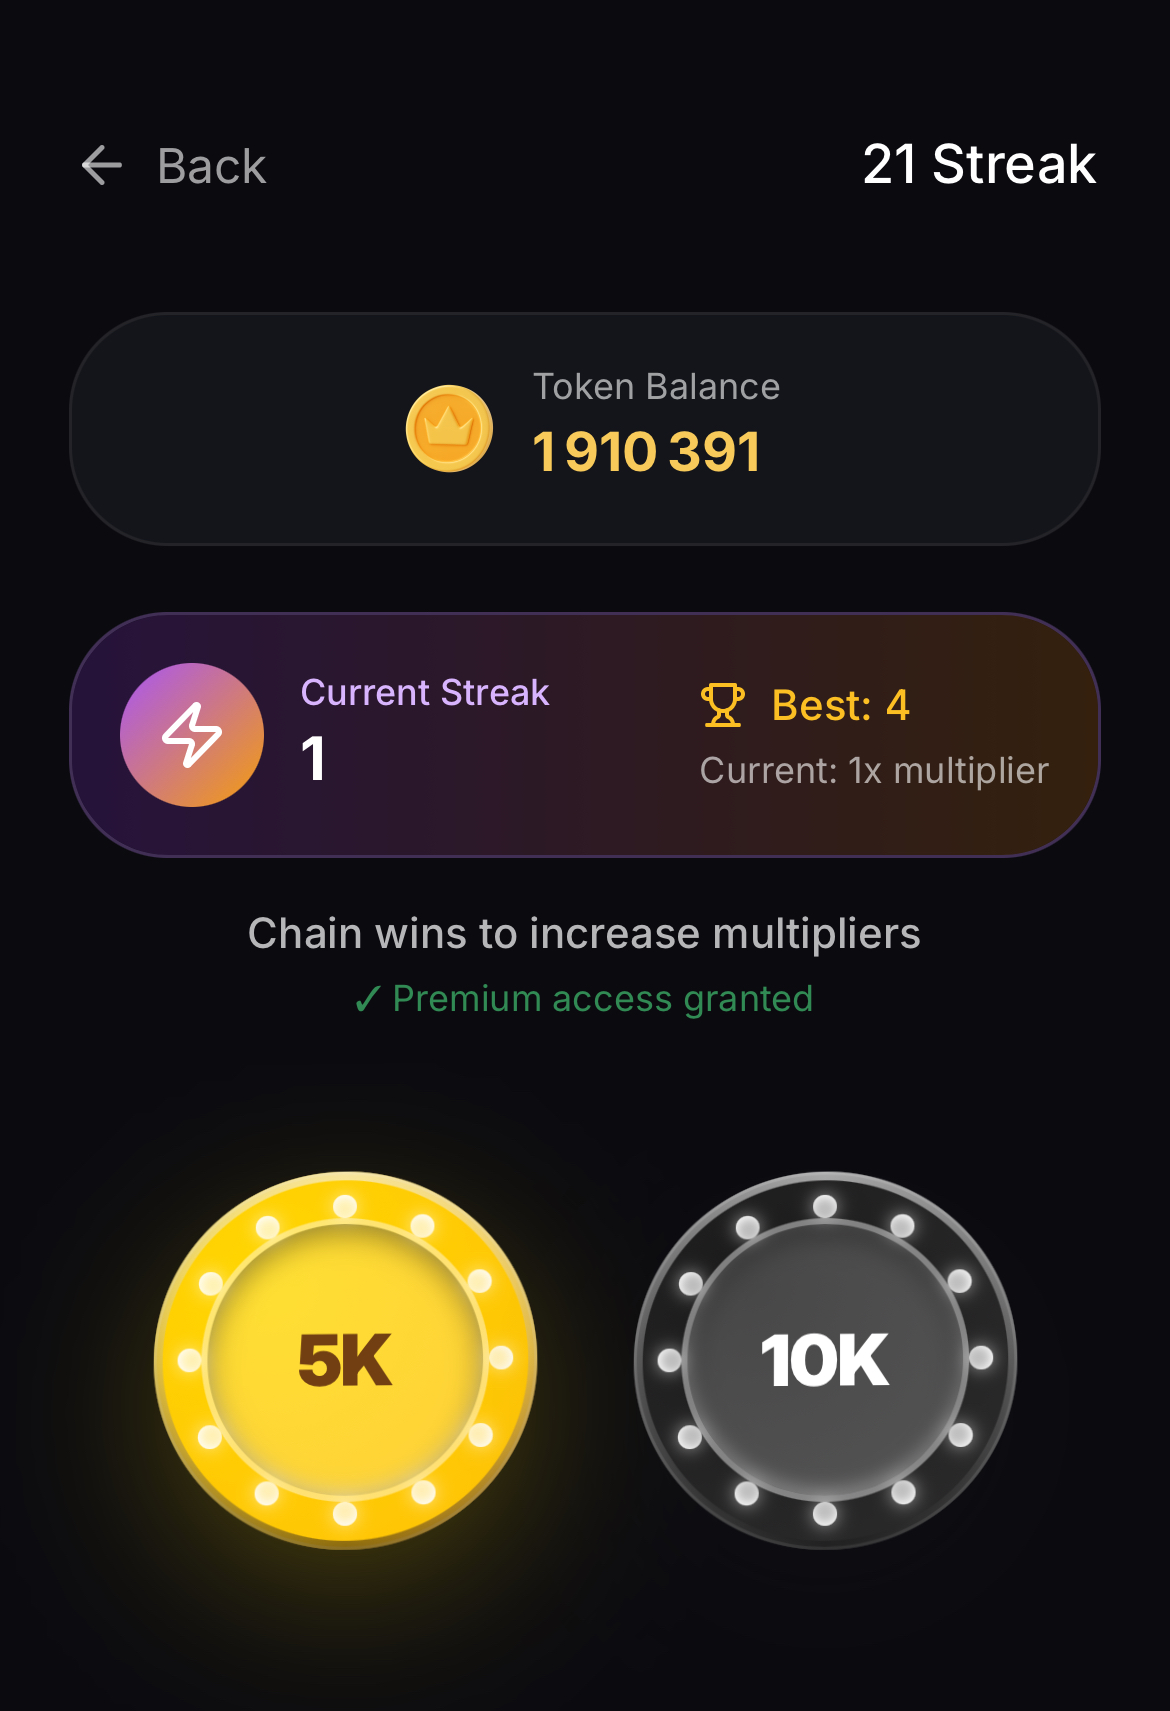 Back
21 Streak
Token Balance
1 910 391
Current Streak
1
Best: 4
Current: 1x multiplier
Chain wins to increase multipliers
✓ Premium access granted
5K
10K